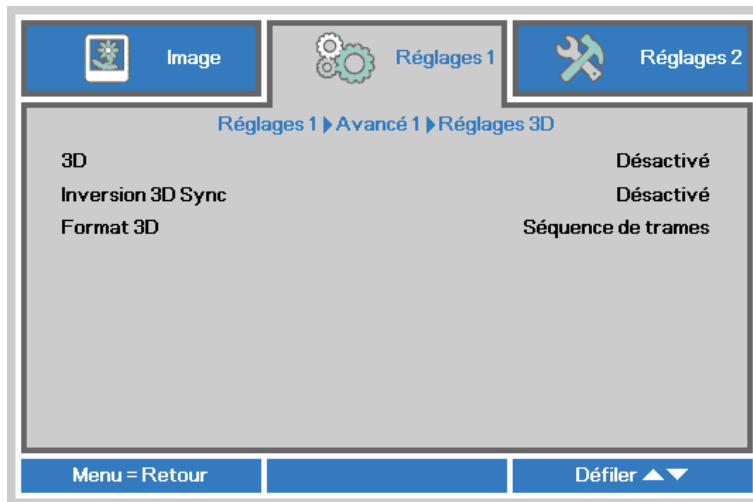 Image
Réglages 1
Réglages 2
Réglages 1 ▶ Avancé 1 ▶ Réglages 3D
3D Désactivé
Inversion 3D Sync Désactivé
Format 3D Séquence de trames
Menu = Retour
Défiler ▲▼